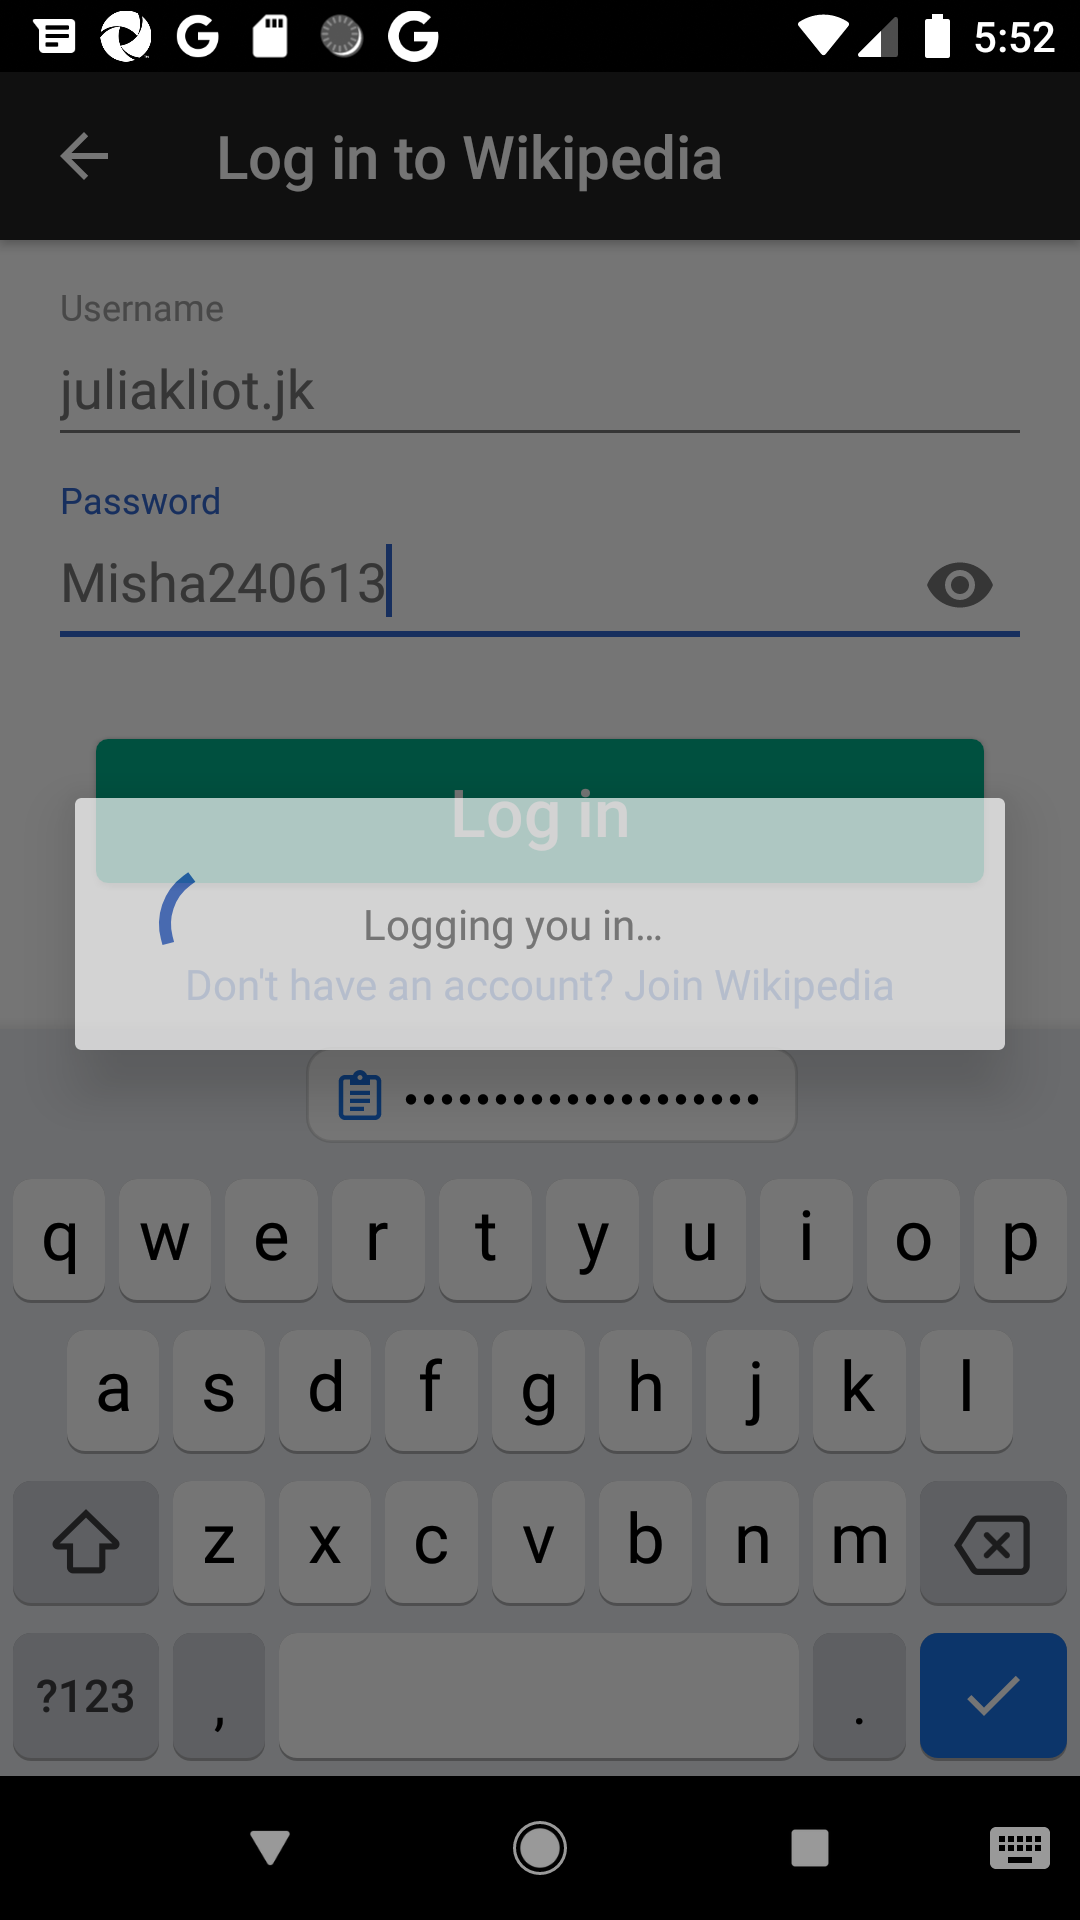 5:52
Log in to Wikipedia
Username
juliakliot.jk
Password
Misha240613
Log in
Logging you in...
Don't have an account? Join Wikipedia
•••••••••••••••••••• 
q w e r t y u i o p
a s d f g h j k l
z x c v b n m
?123 , .